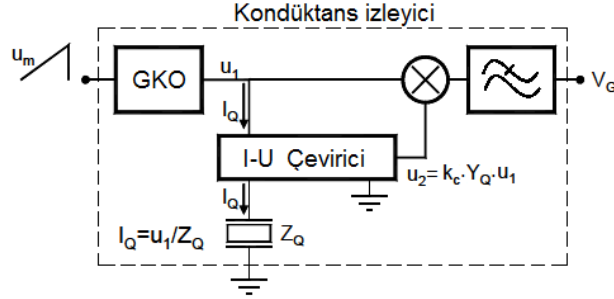 Kondüktans izleyici
u_m
GKO
u_1
V_G
I_Q
I-U Çevirici
u_2= k_c.Y_Q.u_1
I_Q
I_Q=u_1/Z_Q
Z_Q